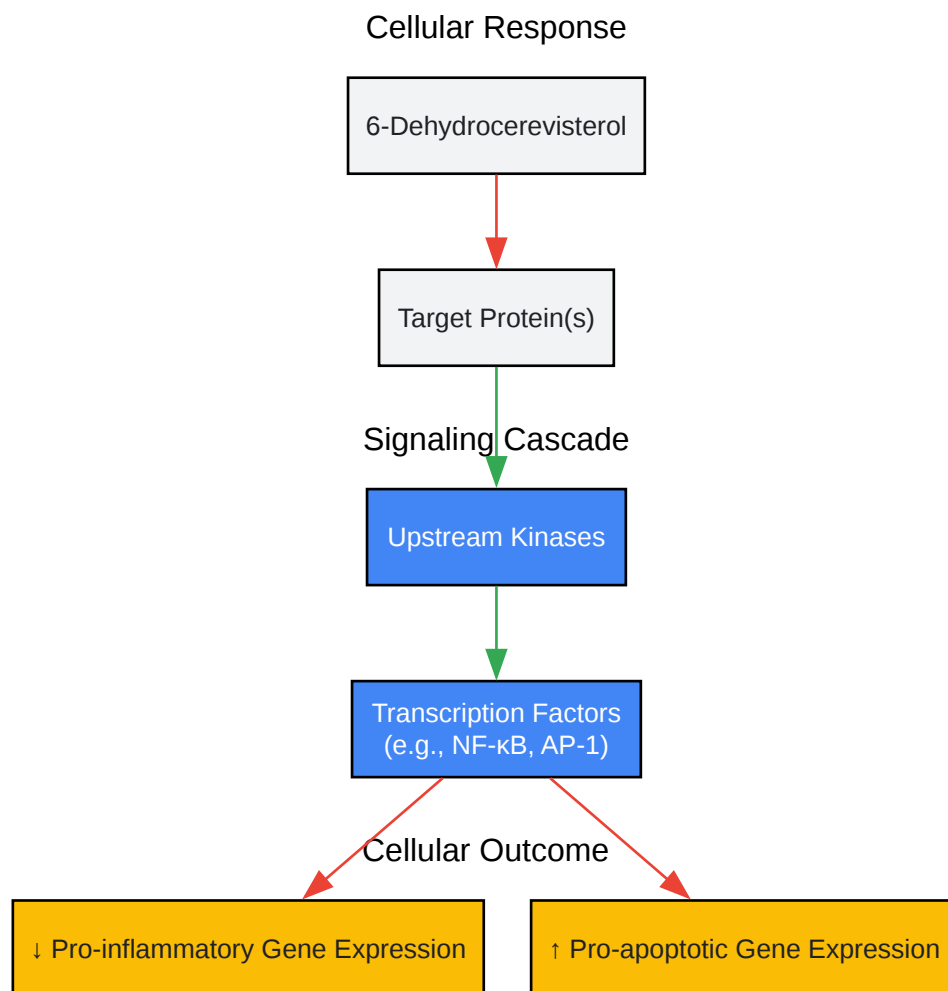 Cellular Response
6-Dehydrocerevisterol
Target Protein(s)
Signaling Cascade
Upstream Kinases
Transcription Factors
(e.g., NF-κB, AP-1)
Cellular Outcome
↓ Pro-inflammatory Gene Expression
↑ Pro-apoptotic Gene Expression